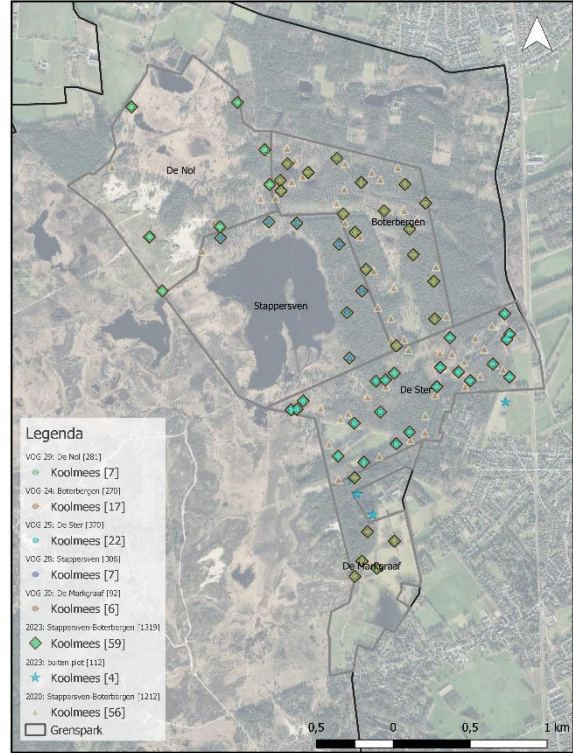 De Nol
Boterbergen
Stappersven
De Ster
De Markgraaf
Legenda
VOG 29: De Nol [281]
Koolmees [7]
VOG 24: Boterbergen [270]
Koolmees [17]
VOG 25: De Ster [370]
Koolmees [22]
VOG 28: Stappersven [306]
Koolmees [7]
VOG 30: De Markgraaf [92]
Koolmees [6]
2023: Stappersven-Boterbergen [1319]
Koolmees [59]
2023: buiten plot [112]
Koolmees [4]
2020: Stappersven-Boterbergen [1212]
Koolmees [56]
Grenspark
0,5 0 0,5 1 km